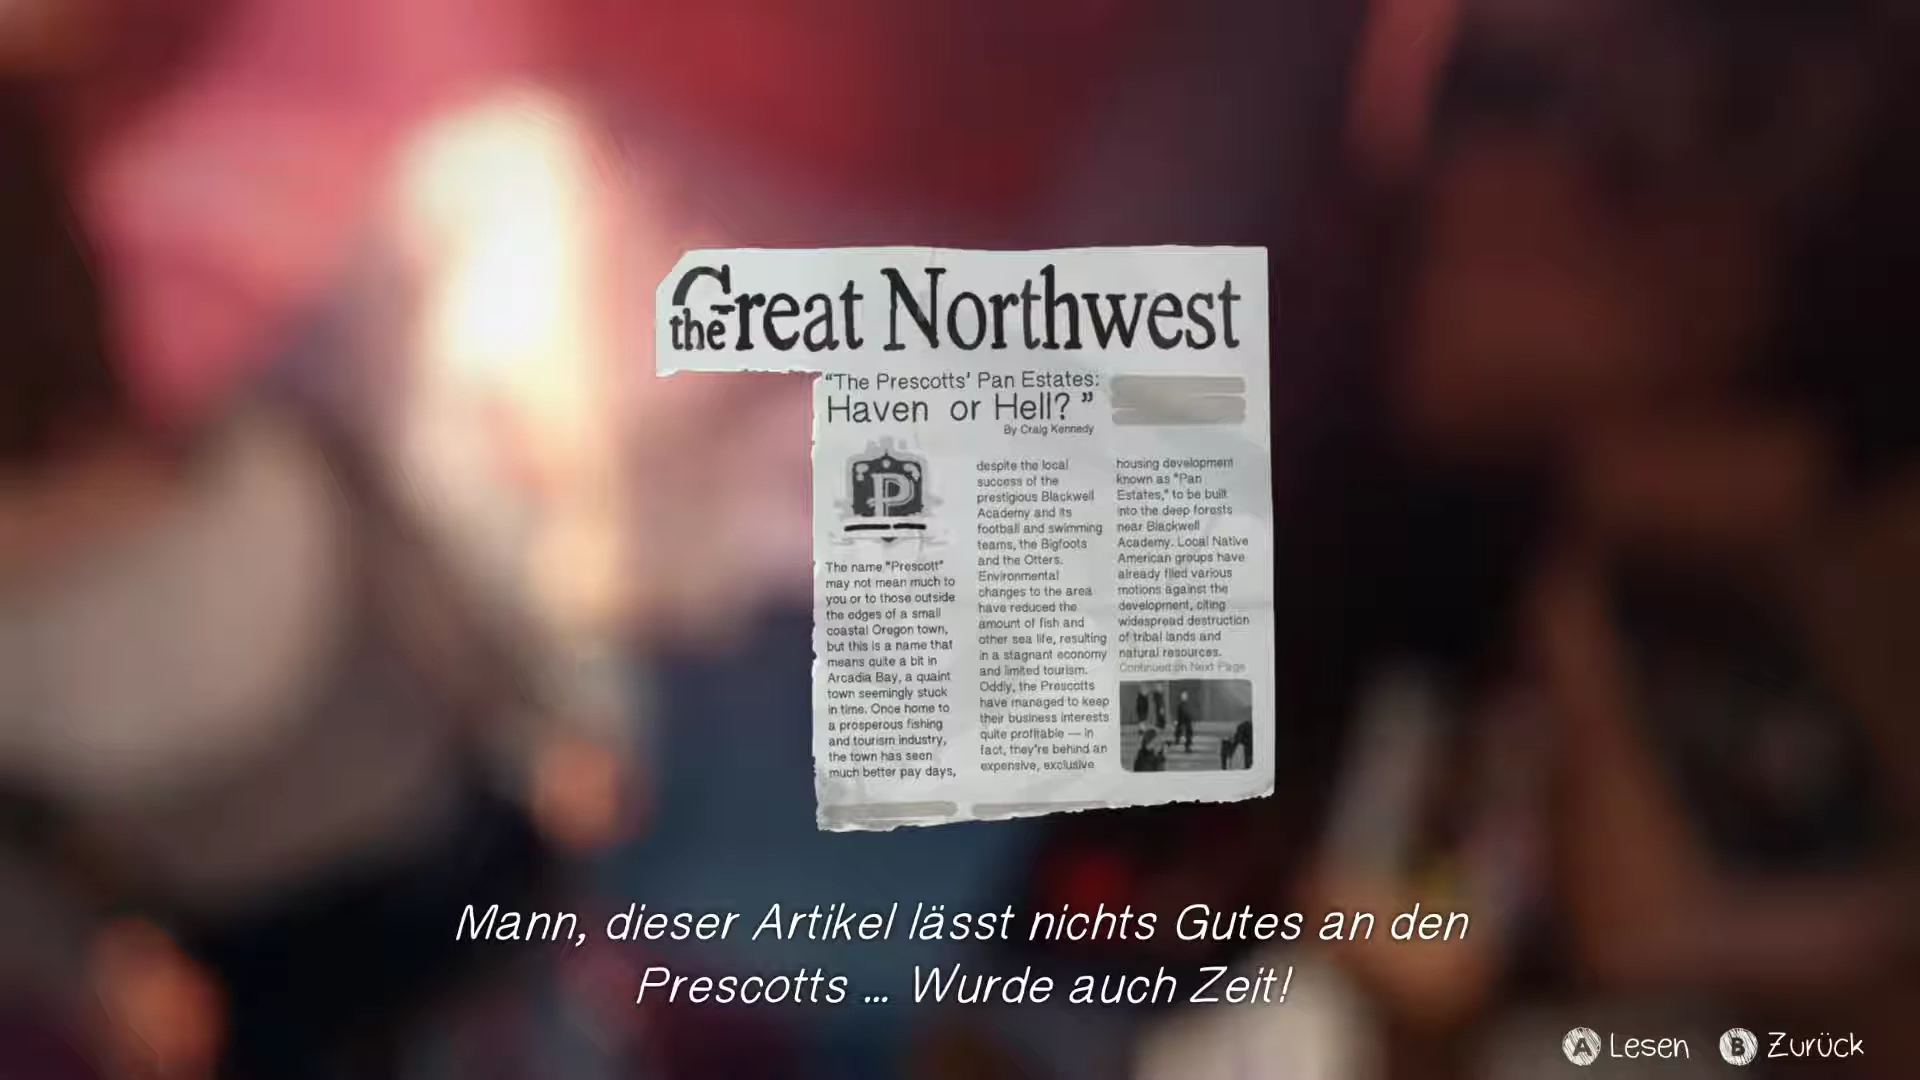 the Great Northwest
"The Prescotts' Pan Estates:
Haven or Hell?"
By Craig Kennedy
P
The name "Prescott"
may not mean much to
you or to those outside
the edges of a small
coastal Oregon town,
but this is a name that
means quite a bit in
Arcadia Bay, a quaint
town seemingly stuck
in time. Once home to
a prosperous fishing
and tourism industry,
the town has seen
much better pay days,
despite the local
success of the
prestigious Blackwell
Academy and its
football and swimming
teams, the Bigfoots
and the Otters.
Environmental
changes to the area
have reduced the
amount of fish and
other sea life, resulting
in a stagnant economy
and limited tourism.
Oddly, the Prescotts
have managed to keep
their business interests
quite profitable — in
fact, they're behind an
expensive, exclusive
housing development
known as "Pan
Estates," to be built
into the deep forests
near Blackwell
Academy. Local Native
American groups have
already filed various
motions against the
development, citing
widespread destruction
of tribal lands and
natural resources.
Continued on Next Page
Mann, dieser Artikel lässt nichts Gutes an den
Prescotts ... Wurde auch Zeit!
A Lesen B Zurück